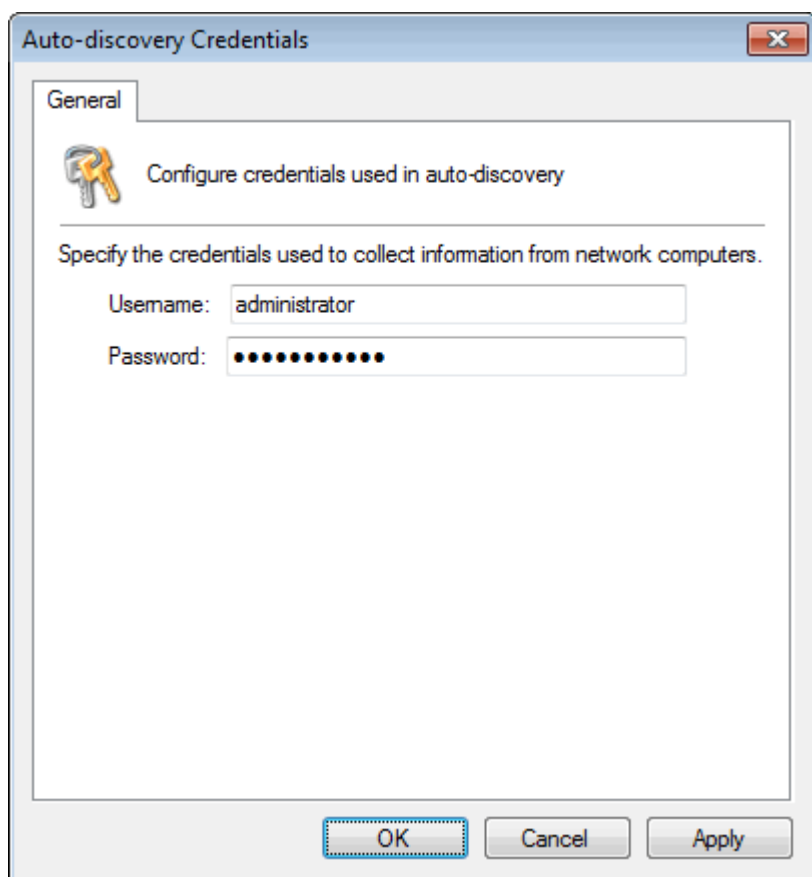 Auto-discovery Credentials
General
Configure credentials used in auto-discovery
Specify the credentials used to collect information from network computers.
Username: administrator
Password: ●●●●●●●●●●●
OK Cancel Apply